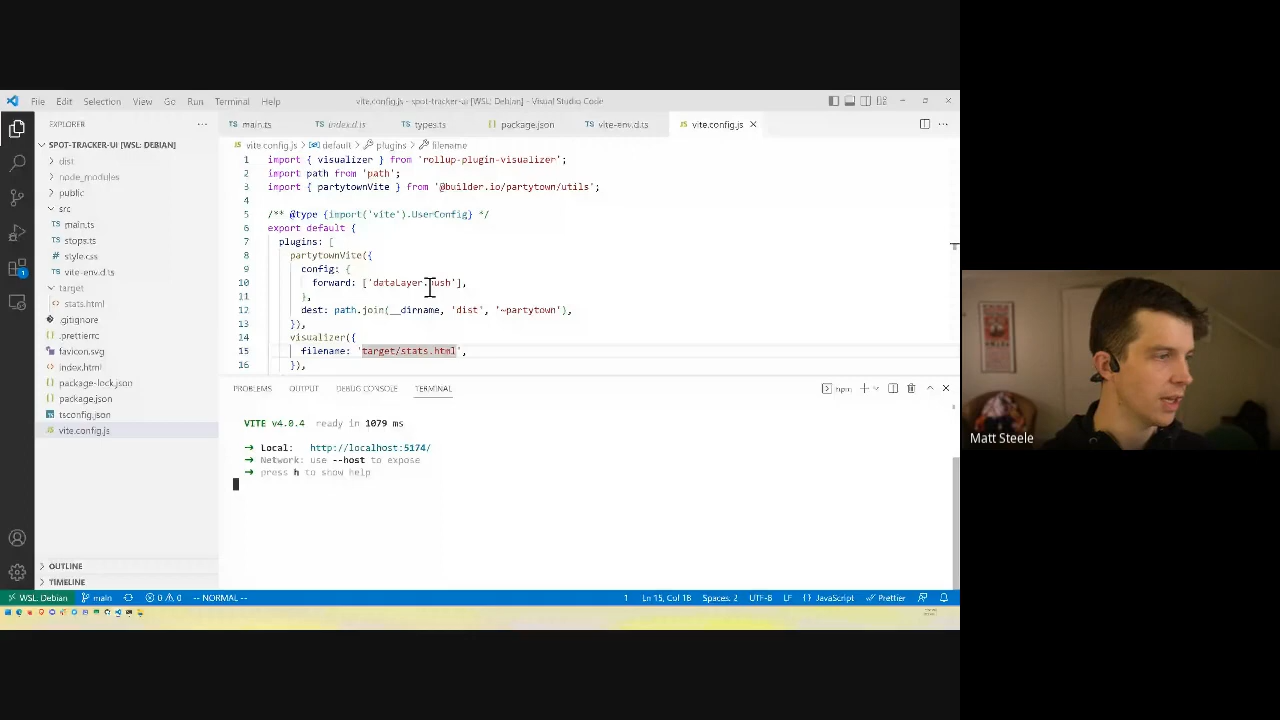 File Edit Selection View Go Run Terminal Help
vite.config.js - spot-tracker-ui [WSL: Debian] - Visual Studio Code
EXPLORER
SPOT-TRACKER-UI [WSL: DEBIAN]
dist
node_modules
public
src
TS main.ts
TS stops.ts
style.css
TS vite-env.d.ts
target
stats.html
.gitignore
.prettierrc
favicon.svg
index.html
package-lock.json
package.json
tsconfig.json
JS vite.config.js
OUTLINE
TIMELINE
TS main.ts
TS index.d.ts
TS types.ts
package.json
TS vite-env.d.ts
JS vite.config.js
JS vite.config.js > default > plugins > filename
1 import { visualizer } from 'rollup-plugin-visualizer';
2 import path from 'path';
3 import { partytownVite } from '@builder.io/partytown/utils';
4
5 /** @type {import('vite').UserConfig} */
6 export default {
7 plugins: [
8 partytownVite({
9 config: {
10 forward: ['dataLayer.push'],
11 },
12 dest: path.join(__dirname, 'dist', '~partytown'),
13 }),
14 visualizer({
15 filename: 'target/stats.html',
16 }),
PROBLEMS OUTPUT DEBUG CONSOLE TERMINAL
npm
VITE v4.0.4 ready in 1079 ms
➜ Local: http://localhost:5174/
➜ Network: use --host to expose
➜ press h to show help
WSL: Debian
main
0 0
-- NORMAL --
1
Ln 15, Col 18
Spaces: 2
UTF-8
LF
{ } JavaScript
Prettier
1
Matt Steele